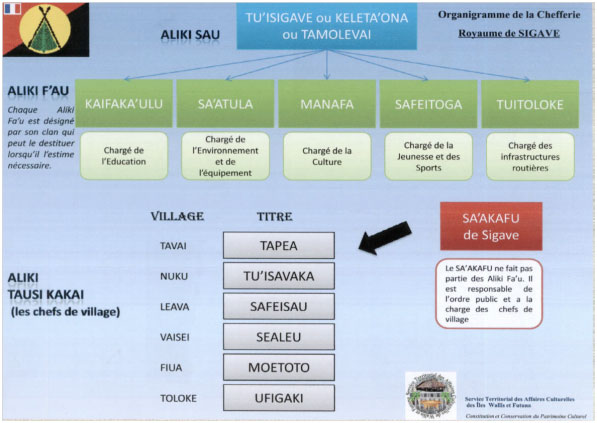 TU'ISIGAVE ou KELETA'ONA
ou TAMOLEVAI
ALIKI SAU
Organigramme de la Chefferie
Royaume de SIGAVE
ALIKI F'AU
Chaque Aliki
Fa'u est désigné
par son clan qui
peut le destituer
lorsqu'il l'estime
nécessaire.
KAIFAKA'ULU
SA'ATULA
MANAFA
SAFEITOGA
TUITOLOKE
Chargé de
l'Education
Chargé de
l'Environnement
et de
l'équipement
Chargé de la
Culture
Chargé de la
Jeunesse et des
Sports
Chargé des
infrastructures
routières
VILLAGE TITRE
TAVAI TAPEA
NUKU TU'ISAVAKA
LEAVA SAFEISAU
VAISEI SEALEU
FIUA MOETOTO
TOLOKE UFIGAKI
ALIKI
TAUSI KAKAI
(les chefs de village)
SA'AKAFU
de Sigave
Le SA'AKAFU ne fait pas
partie des Aliki Fa'u. Il
est responsable de
l'ordre public et a la
charge des chefs de
village
Service Territorial des Affaires Culturelles
des Îles Wallis et Futuna
Constitution et Conservation du Patrimoine Culturel